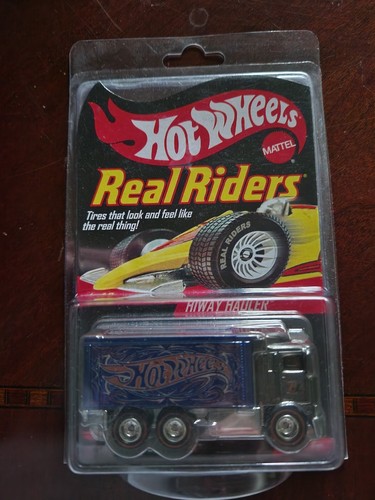 HOT WHEELS
MATTEL
Real Riders
Tires that look and feel like
the real thing!
REAL RIDERS
HIWAY HAULER
HOT WHEELS